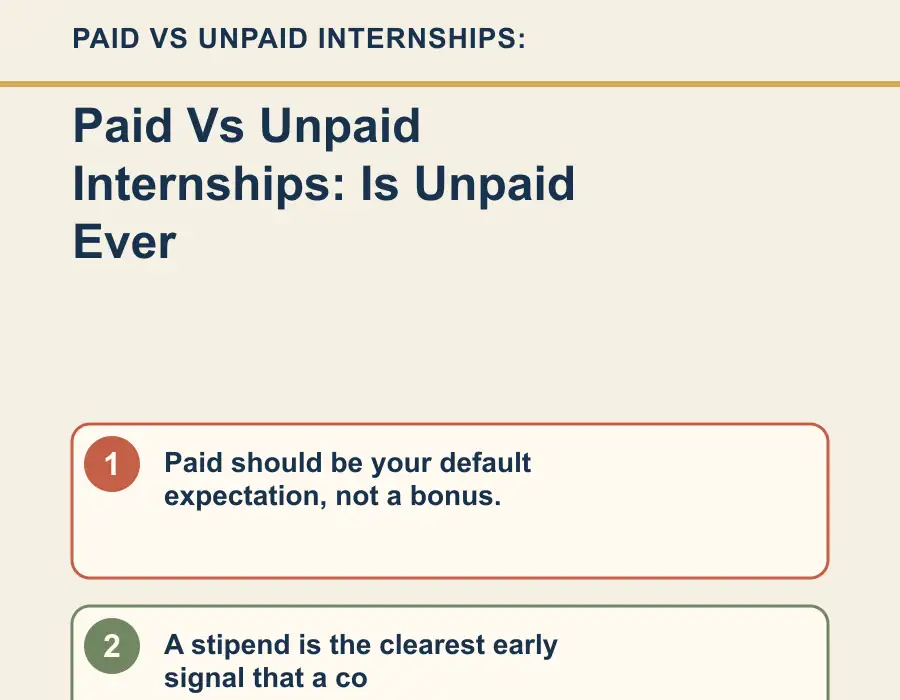 PAID VS UNPAID INTERNSHIPS:
Paid Vs Unpaid
Internships: Is Unpaid
Ever
1
Paid should be your default
expectation, not a bonus.
2
A stipend is the clearest early
signal that a co